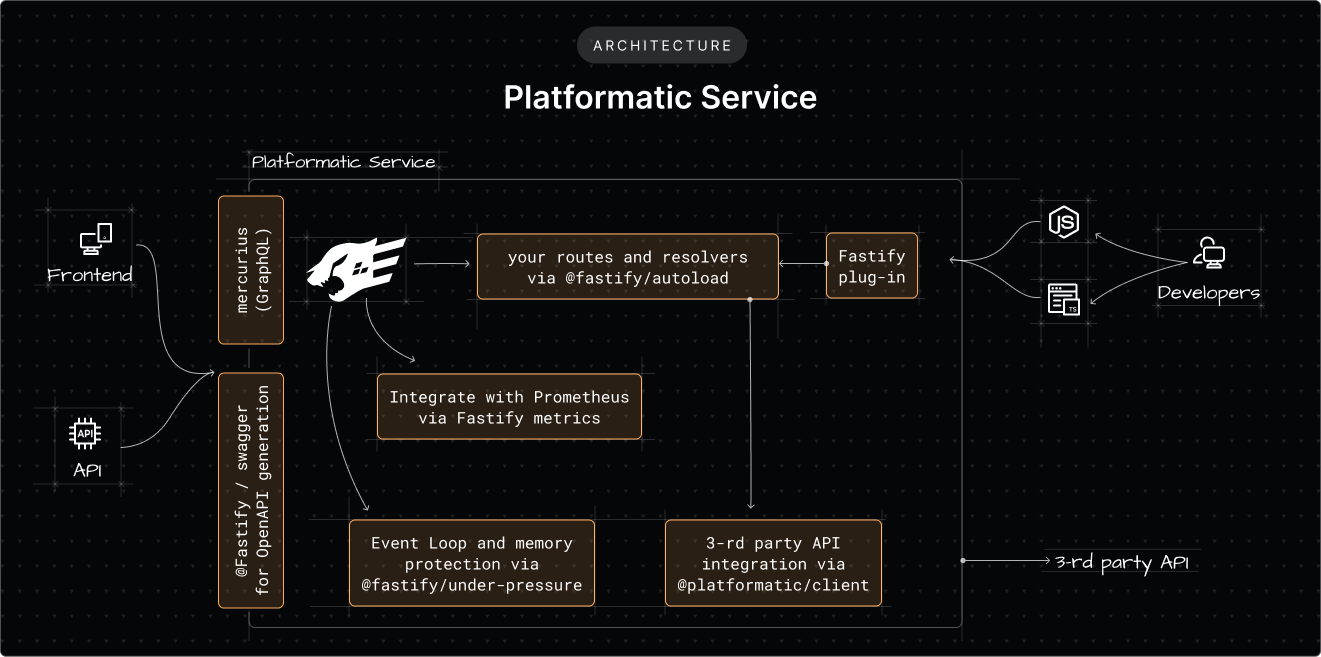 ARCHITECTURE
Platformatic Service
Platformatic Service
Frontend
API
API
mercurius
(GraphQL)
@Fastify / swagger
for OpenAPI generation
your routes and resolvers
via @fastify/autoload
Fastify
plug-in
Integrate with Prometheus
via Fastify metrics
Event Loop and memory
protection via
@fastify/under-pressure
3-rd party API
integration via
@platformatic/client
JS
TS
Developers
3-rd party API